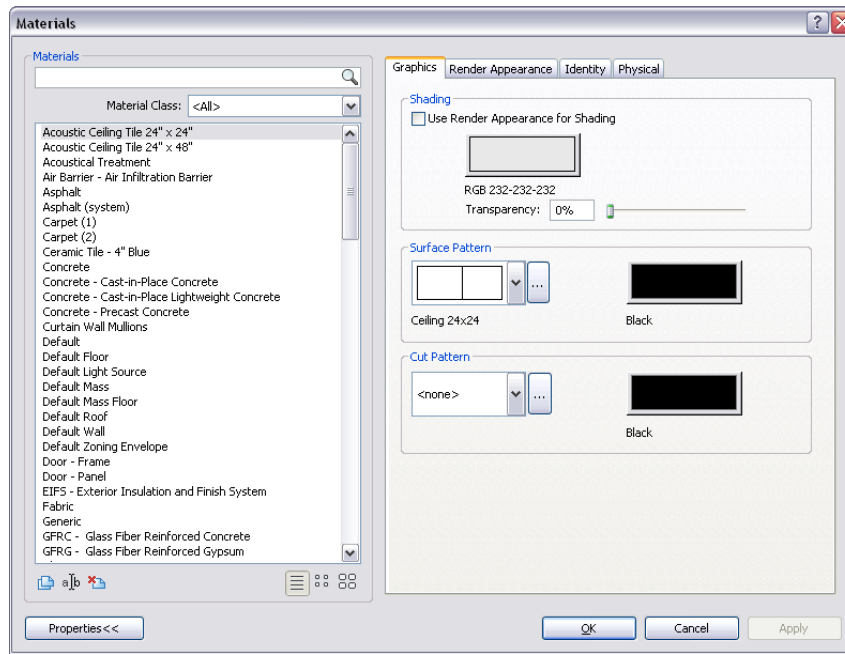 Materials
Materials
Material Class: <All>
Acoustic Ceiling Tile 24" x 24"
Acoustic Ceiling Tile 24" x 48"
Acoustical Treatment
Air Barrier - Air Infiltration Barrier
Asphalt
Asphalt (system)
Carpet (1)
Carpet (2)
Ceramic Tile - 4" Blue
Concrete
Concrete - Cast-in-Place Concrete
Concrete - Cast-in-Place Lightweight Concrete
Concrete - Precast Concrete
Curtain Wall Mullions
Default
Default Floor
Default Light Source
Default Mass
Default Mass Floor
Default Roof
Default Wall
Default Zoning Envelope
Door - Frame
Door - Panel
EIFS - Exterior Insulation and Finish System
Fabric
Generic
GFRC - Glass Fiber Reinforced Concrete
GFRG - Glass Fiber Reinforced Gypsum
Properties<<
Graphics Render Appearance Identity Physical
Shading
Use Render Appearance for Shading
RGB 232-232-232
Transparency: 0%
Surface Pattern
...
Ceiling 24x24 Black
Cut Pattern
<none> ...
Black
OK Cancel Apply